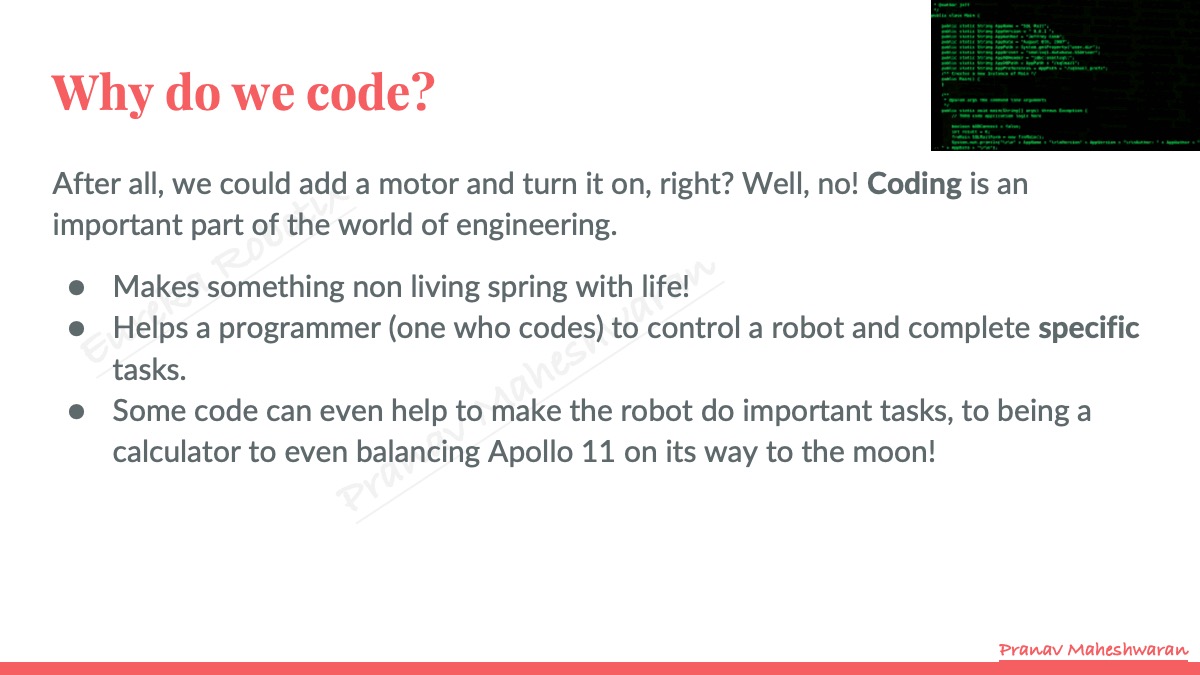 Why do we code?
After all, we could add a motor and turn it on, right? Well, no! Coding is an
important part of the world of engineering.
● Makes something non living spring with life!
● Helps a programmer (one who codes) to control a robot and complete specific
tasks.
● Some code can even help to make the robot do important tasks, to being a
calculator to even balancing Apollo 11 on its way to the moon!
Eureka Robotix
Pranav Maheshwaran
Pranav Maheshwaran